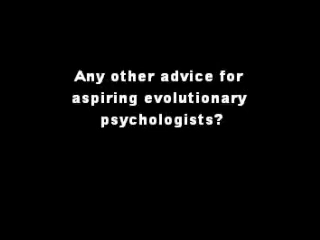 Any other advice for
aspiring evolutionary
psychologists?